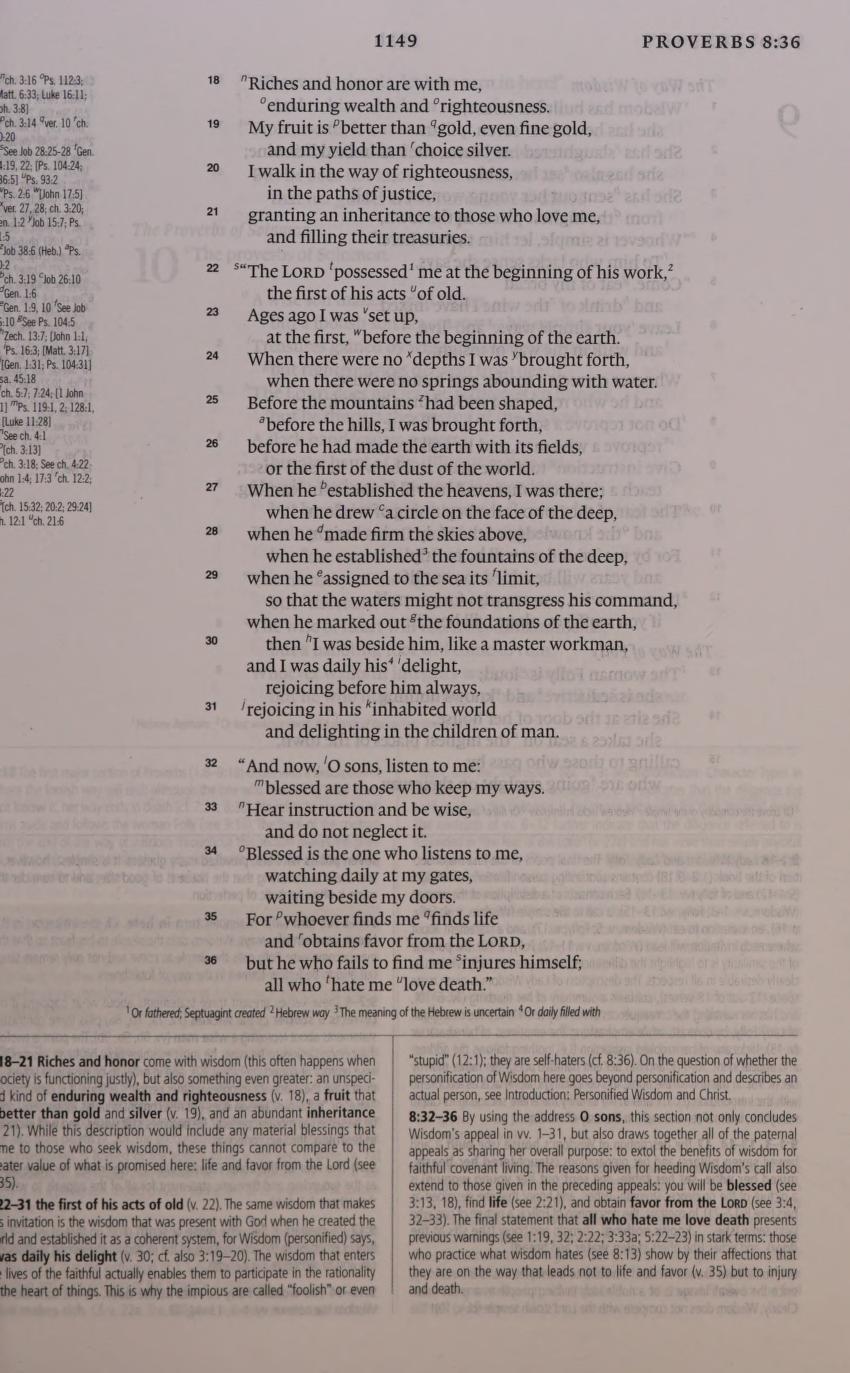 1149
PROVERBS 8:36
ch. 3:16 Ps. 112:3;
Matt. 6:33; Luke 16:11;
ph. 3:8]
ch. 3:14 ver. 10 ch.
See Job 28:25-28 Gen.
:19, 22; [Ps. 104:24;
Ps. 93:2
Ps. 2:6 [John 17:5]
ver. 27, 28; ch. 3:20;
en. 1:2 Job 15:7; Ps.
Job 38:6 (Heb.) Ps.
ch. 3:19 Job 26:10
Gen. 1:6
Gen. 1:9, 10 See Job
:10 See Ps. 104:5
Zech. 13:7; [John 1:1,
Ps. 16:3; [Matt. 3:17]
[Gen. 1:31; Ps. 104:31]
sa. 45:18
ch. 5:7; 7:24; [1 John
1] Ps. 119:1, 2; 128:1,
[Luke 11:28]
See ch. 4:1
[ch. 3:13]
ch. 3:18; See ch. 4:22;
ohn 1:4; 17:3 ch. 12:2;
:22
[ch. 15:32; 20:2; 29:24]
h. 12:1 ch. 21:6
18 "Riches and honor are with me,
enduring wealth and righteousness.
19 My fruit is better than gold, even fine gold,
and my yield than choice silver.
20 I walk in the way of righteousness,
in the paths of justice,
21 granting an inheritance to those who love me,
and filling their treasuries.
22 “The LORD possessed¹ me at the beginning of his work,²
the first of his acts of old.
23 Ages ago I was set up,
at the first, before the beginning of the earth.
24 When there were no depths I was brought forth,
when there were no springs abounding with water.
25 Before the mountains had been shaped,
before the hills, I was brought forth,
26 before he had made the earth with its fields,
or the first of the dust of the world.
27 When he established the heavens, I was there;
when he drew a circle on the face of the deep,
28 when he made firm the skies above,
when he established³ the fountains of the deep,
29 when he assigned to the sea its limit,
so that the waters might not transgress his command,
when he marked out the foundations of the earth,
30 then I was beside him, like a master workman,
and I was daily his⁴ delight,
rejoicing before him always,
31 rejoicing in his inhabited world
and delighting in the children of man.
32 “And now, O sons, listen to me:
blessed are those who keep my ways.
33 Hear instruction and be wise,
and do not neglect it.
34 Blessed is the one who listens to me,
watching daily at my gates,
waiting beside my doors.
35 For whoever finds me finds life
and obtains favor from the LORD,
36 but he who fails to find me injures himself;
all who hate me love death.”
¹ Or fathered; Septuagint created ² Hebrew way ³ The meaning of the Hebrew is uncertain ⁴ Or daily filled with
18–21 Riches and honor come with wisdom (this often happens when
ociety is functioning justly), but also something even greater: an unspeci-
d kind of enduring wealth and righteousness (v. 18), a fruit that
better than gold and silver (v. 19), and an abundant inheritance
21). While this description would include any material blessings that
me to those who seek wisdom, these things cannot compare to the
eater value of what is promised here: life and favor from the Lord (see
35).
22–31 the first of his acts of old (v. 22). The same wisdom that makes
s invitation is the wisdom that was present with God when he created the
rld and established it as a coherent system, for Wisdom (personified) says,
was daily his delight (v. 30; cf. also 3:19–20). The wisdom that enters
lives of the faithful actually enables them to participate in the rationality
the heart of things. This is why the impious are called “foolish” or even
“stupid” (12:1); they are self-haters (cf. 8:36). On the question of whether the
personification of Wisdom here goes beyond personification and describes an
actual person, see Introduction: Personified Wisdom and Christ.
8:32–36 By using the address O sons, this section not only concludes
Wisdom’s appeal in vv. 1–31, but also draws together all of the paternal
appeals as sharing her overall purpose: to extol the benefits of wisdom for
faithful covenant living. The reasons given for heeding Wisdom’s call also
extend to those given in the preceding appeals: you will be blessed (see
3:13, 18), find life (see 2:21), and obtain favor from the LORD (see 3:4,
32–33). The final statement that all who hate me love death presents
previous warnings (see 1:19, 32; 2:22; 3:33a; 5:22–23) in stark terms: those
who practice what wisdom hates (see 8:13) show by their affections that
they are on the way that leads not to life and favor (v. 35) but to injury
and death.